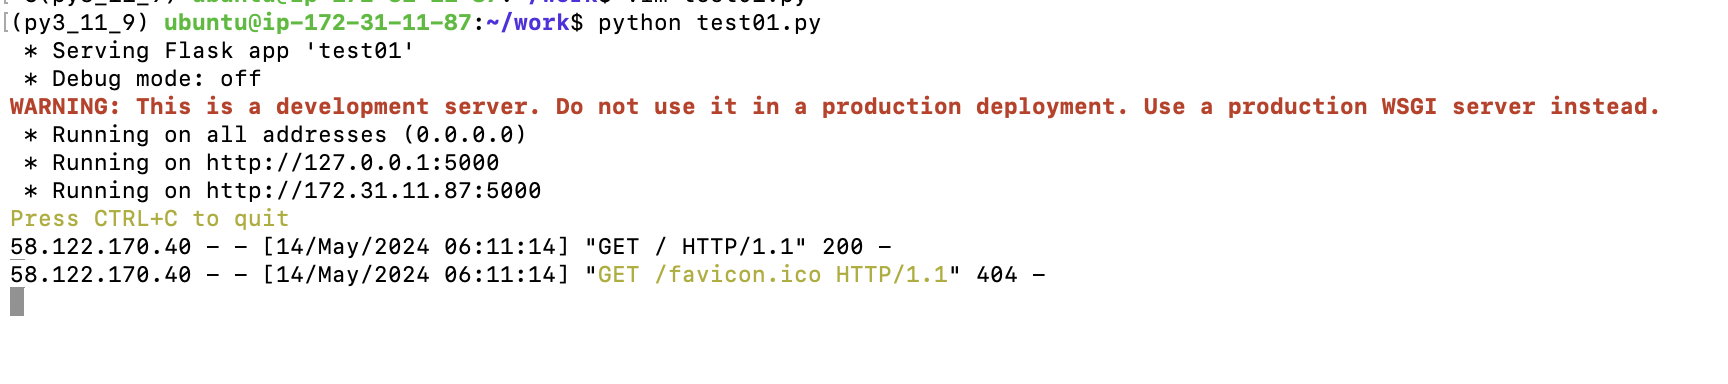 (py3_11_9) ubuntu@ip-172-31-11-87:~/work$ python test01.py
 * Serving Flask app 'test01'
 * Debug mode: off
WARNING: This is a development server. Do not use it in a production deployment. Use a production WSGI server instead.
 * Running on all addresses (0.0.0.0)
 * Running on http://127.0.0.1:5000
 * Running on http://172.31.11.87:5000
Press CTRL+C to quit
58.122.170.40 - - [14/May/2024 06:11:14] "GET / HTTP/1.1" 200 -
58.122.170.40 - - [14/May/2024 06:11:14] "GET /favicon.ico HTTP/1.1" 404 -